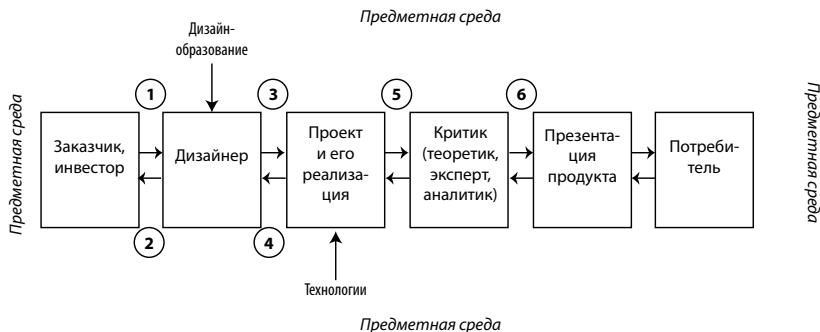 Предметная среда
Дизайн-
образование
Предметная среда
1
3
5
6
Заказчик,
инвестор
Дизайнер
Проект
и его
реализа-
ция
Критик
(теоретик,
эксперт,
аналитик)
Презента-
ция
продукта
Потреби-
тель
Предметная среда
2
4
Технологии
Предметная среда